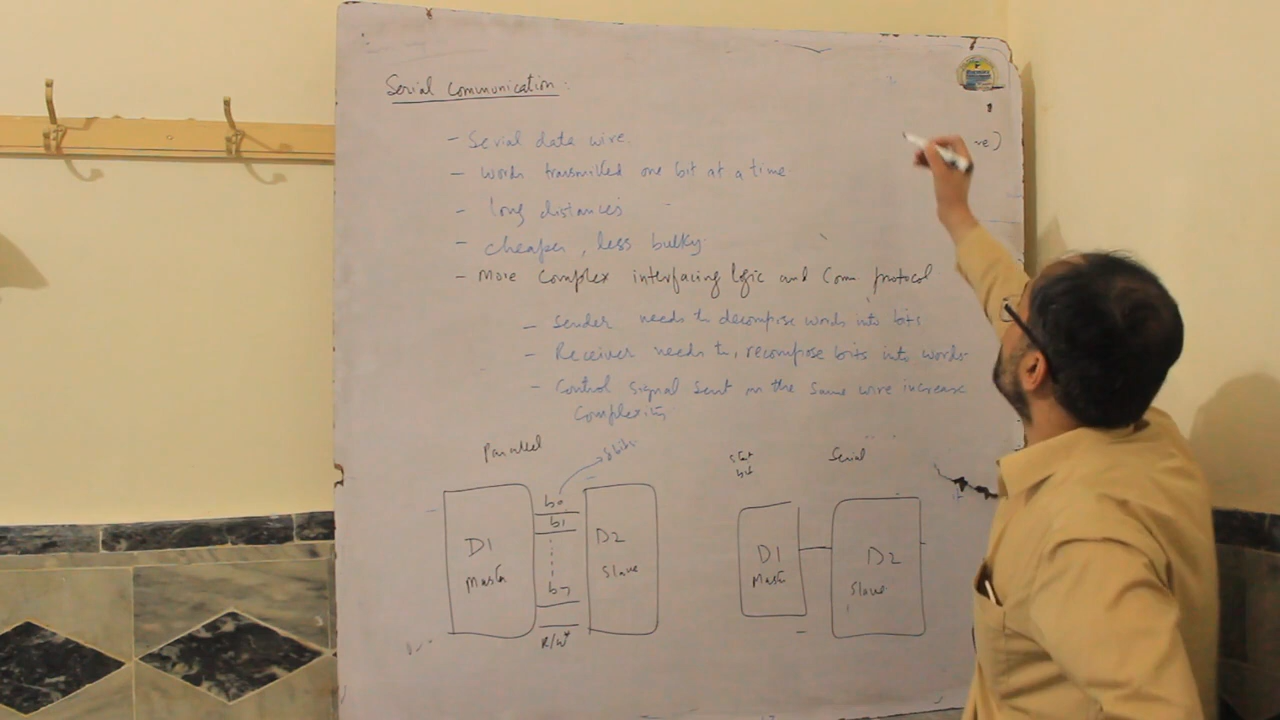 Serial Communication:
- Serial data wire.
- Words transmitted one bit at a time
- long distances
- cheaper, less bulky.
- More complex interfacing logic and Comm. protocol
- Sender needs to decompose words into bits
- Receiver needs to, recompose bits into words
- Control signal sent on the same wire increase
Complexity
Parallel
8 bits
b0
b1
b7
R/W
D1
Master
D2
Slave
Start
bit
Serial
D1
Master
D2
Slave
re)